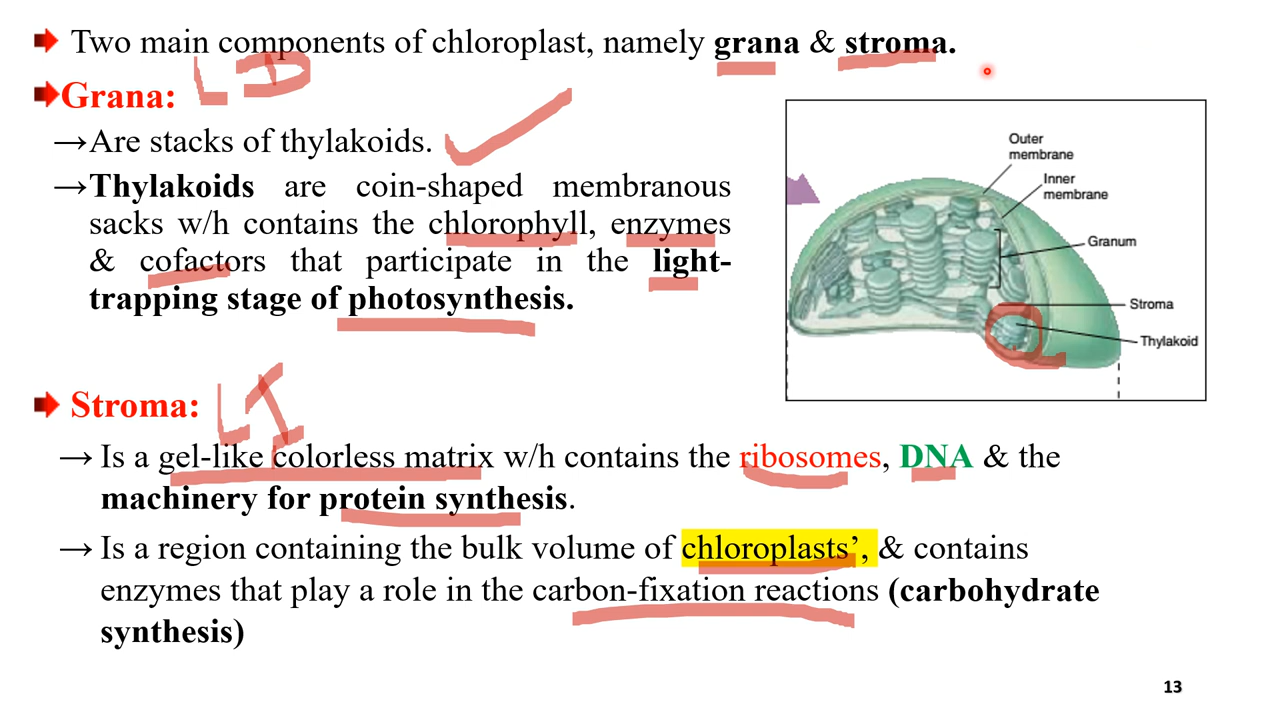 Two main components of chloroplast, namely grana & stroma.
LD
Grana:
→Are stacks of thylakoids.
→Thylakoids are coin-shaped membranous
sacks w/h contains the chlorophyll, enzymes
& cofactors that participate in the light-
trapping stage of photosynthesis.
Outer
membrane
Inner
membrane
Granum
Stroma
Thylakoid
LI
Stroma:
→ Is a gel-like colorless matrix w/h contains the ribosomes, DNA & the
machinery for protein synthesis.
→ Is a region containing the bulk volume of chloroplasts’, & contains
enzymes that play a role in the carbon-fixation reactions (carbohydrate
synthesis)
13